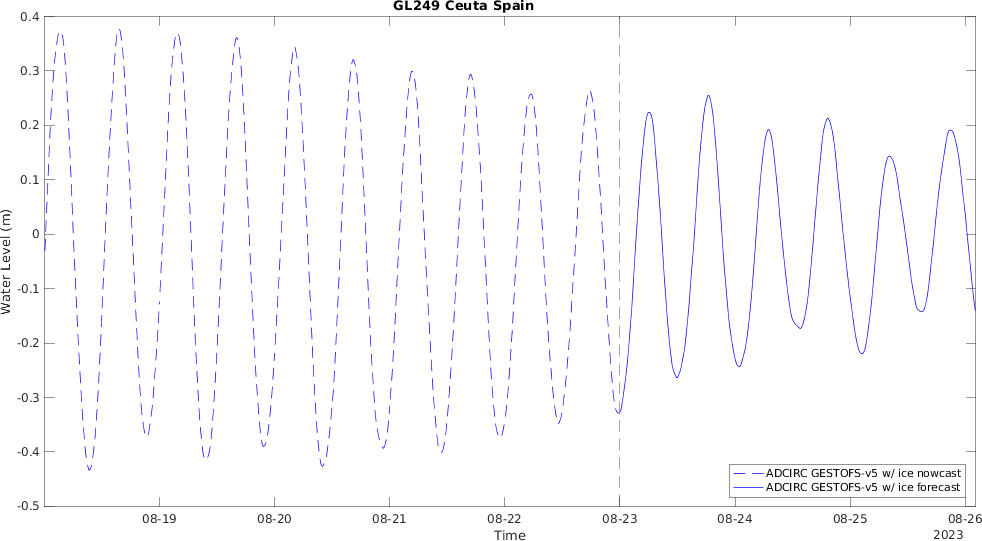 GL249 Ceuta Spain
0.4
0.3
0.2
0.1
0
-0.1
-0.2
-0.3
-0.4
-0.5
Water Level (m)
ADCIRC GESTOFS-v5 w/ ice nowcast
ADCIRC GESTOFS-v5 w/ ice forecast
08-19 08-20 08-21 08-22 08-23 08-24 08-25 08-26
Time
2023